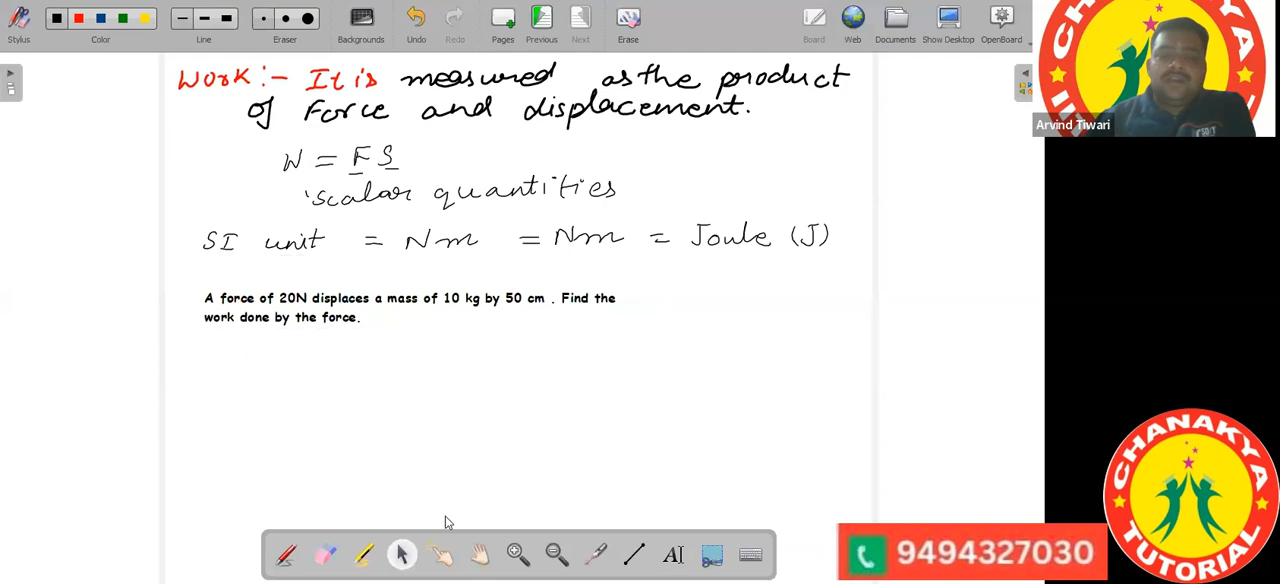 Stylus
Color
Line
Eraser
Backgrounds
Undo
Redo
Pages
Previous
Next
Erase
Board
Web
Documents
Show Desktop
OpenBoard
Work :- It is measured as the product
of Force and displacement.
W = F S
scalar quantities
SI unit = Nm = Nm = Joule (J)
A force of 20N displaces a mass of 10 kg by 50 cm . Find the
work done by the force.
Arvind Tiwari
CHANAKYA
TUTORIAL
9494327030